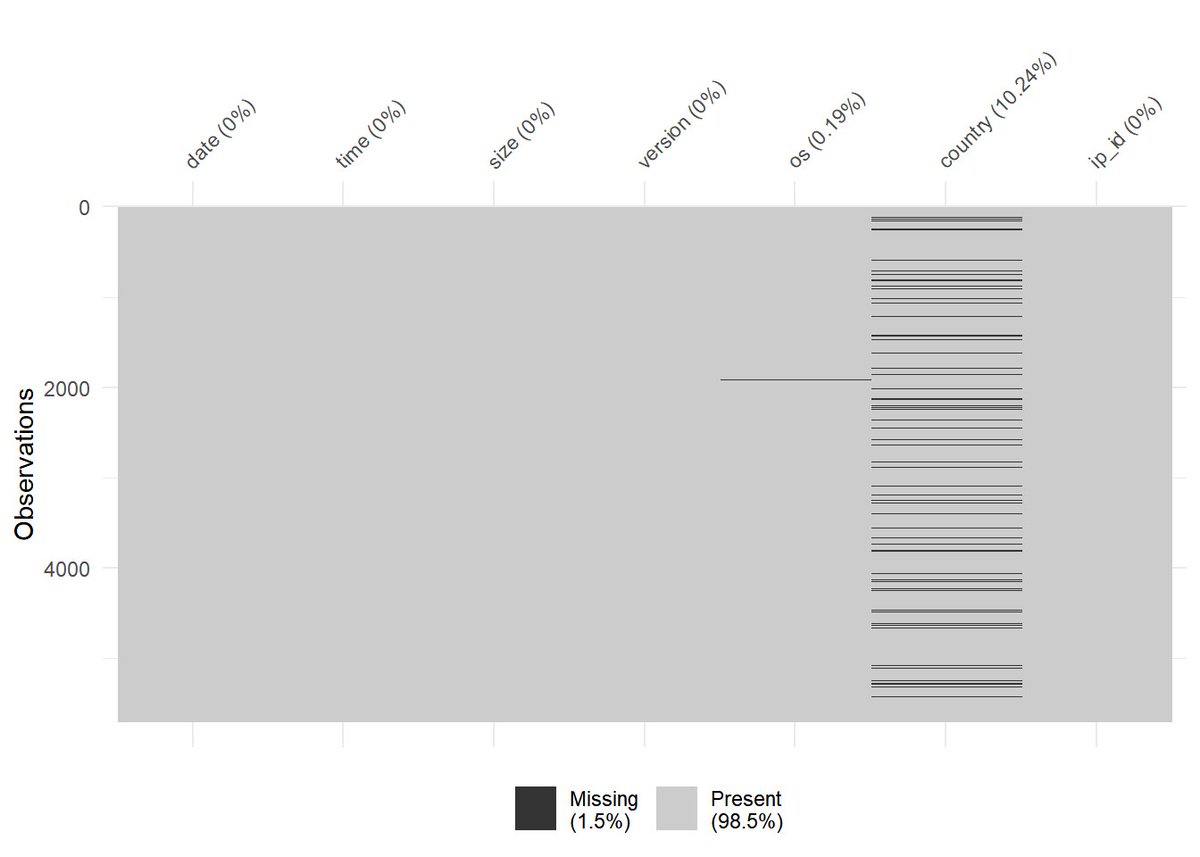 date (0%)
time (0%)
size (0%)
version (0%)
os (0.19%)
country (10.24%)
ip_id (0%)
0
2000
4000
Observations
Missing
(1.5%)
Present
(98.5%)